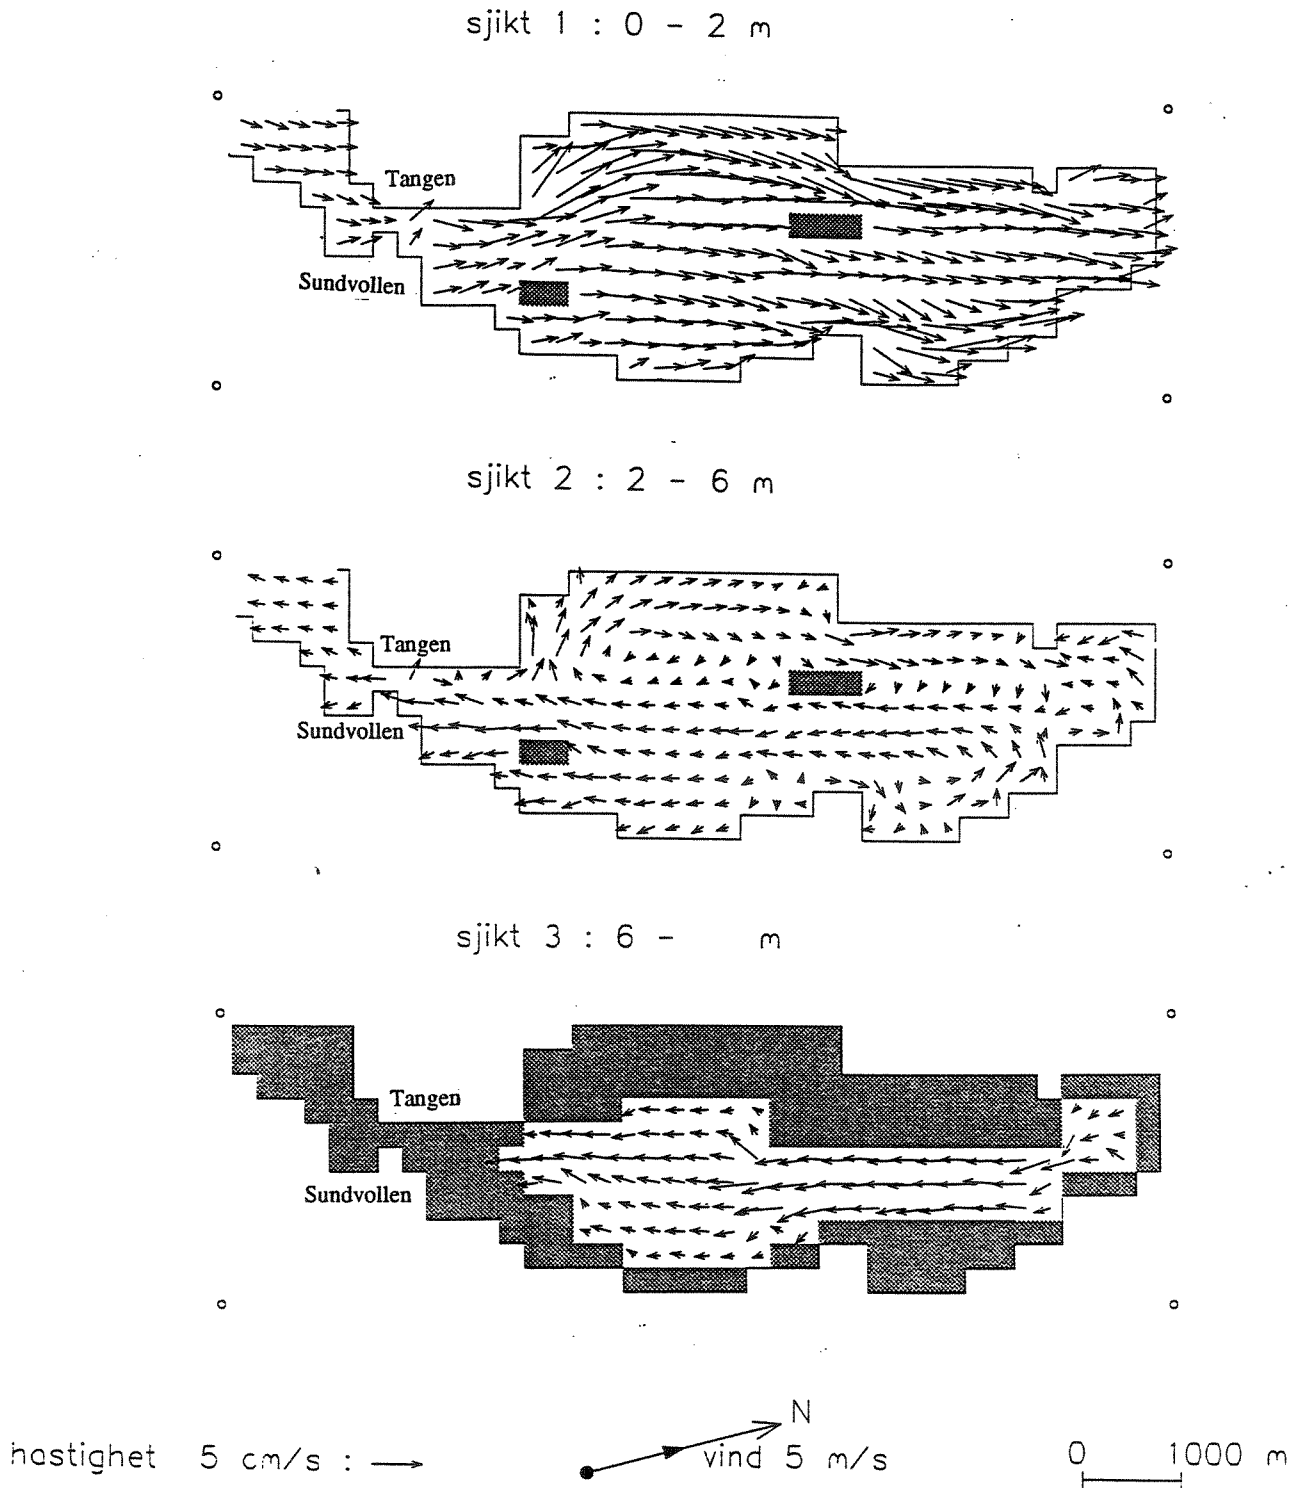 sjikt 1 : 0 - 2 m
Tangen
Sundvollen
sjikt 2 : 2 - 6 m
Tangen
Sundvollen
sjikt 3 : 6 - m
Tangen
Sundvollen
N
hastighet 5 cm/s :
vind 5 m/s
0 1000 m